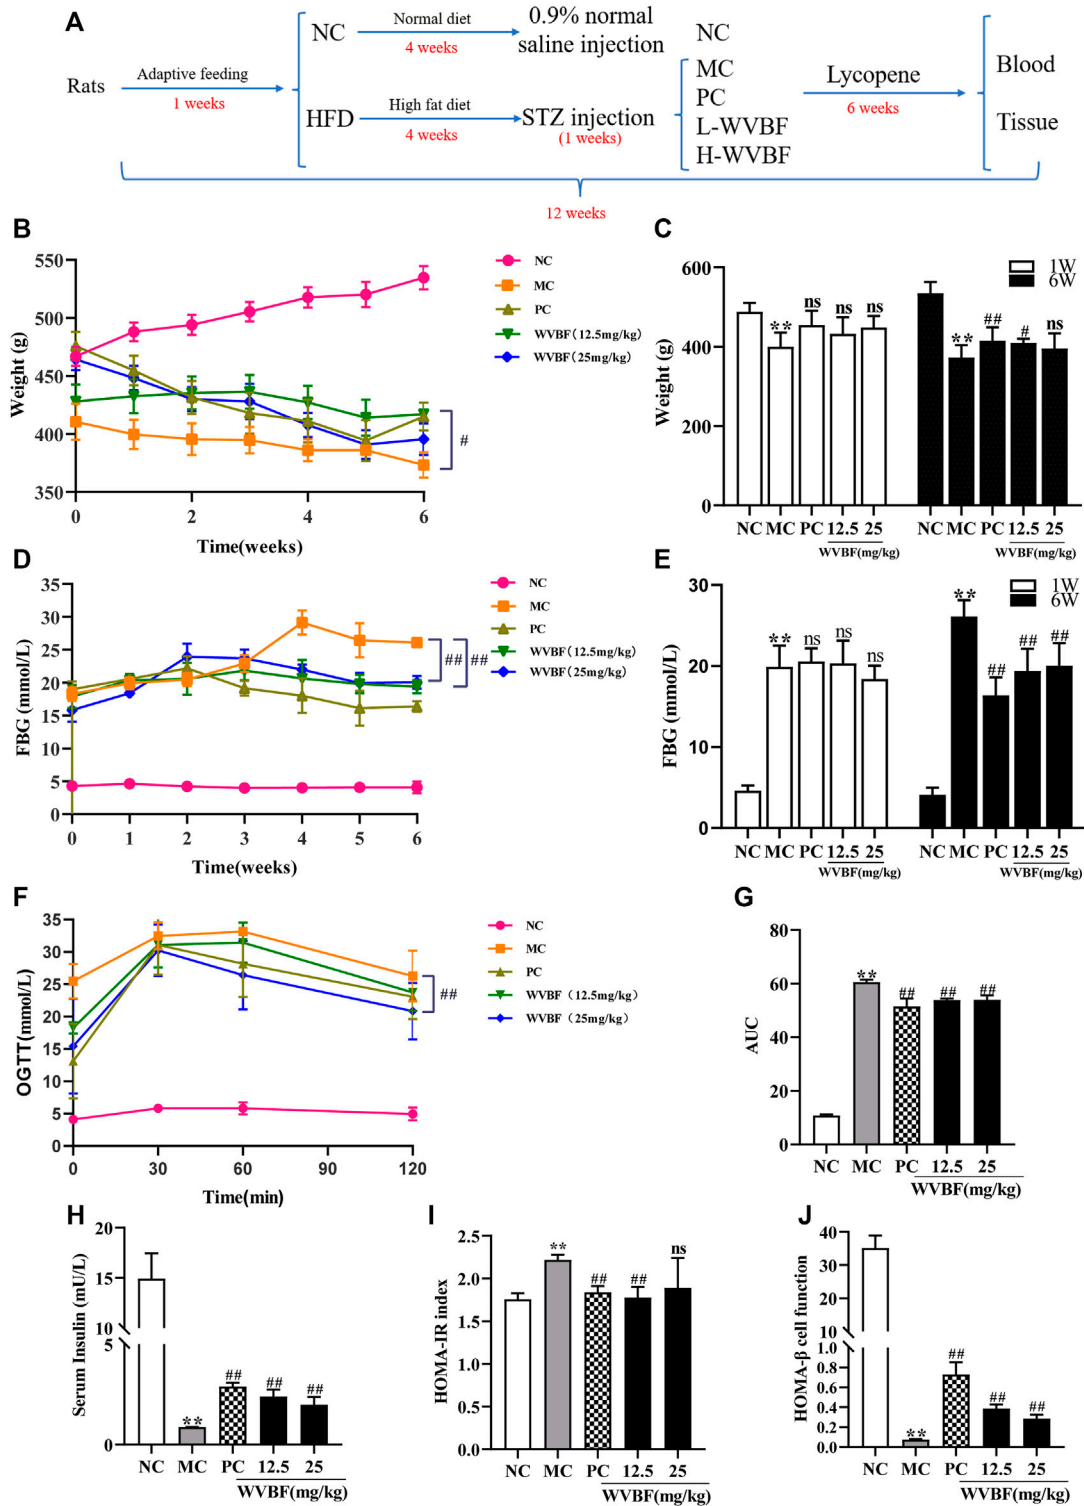 A
Rats
Adaptive feeding
1 weeks
NC
Normal diet
4 weeks
0.9% normal
saline injection
HFD
High fat diet
4 weeks
STZ injection
(1 weeks)
NC
MC
PC
L-WVBF
H-WVBF
Lycopene
6 weeks
Blood
Tissue
12 weeks
B
Weight (g)
550
500
450
400
350
0 2 4 6
Time(weeks)
NC
MC
PC
WVBF(12.5mg/kg)
WVBF(25mg/kg)
#
C
Weight (g)
600
400
200
0
1W
6W
** ns ns ns
** ## # ns
NC MC PC 12.5 25 NC MC PC 12.5 25
WVBF(mg/kg) WVBF(mg/kg)
D
FBG (mmol/L)
35
30
25
20
15
10
5
0
0 1 2 3 4 5 6
Time(weeks)
NC
MC
PC
WVBF(12.5mg/kg)
WVBF(25mg/kg)
## ##
E
FBG (mmol/L)
30
20
10
0
1W
6W
** ns ns ns
** ## ## ##
NC MC PC 12.5 25 NC MC PC 12.5 25
WVBF(mg/kg) WVBF(mg/kg)
F
OGTT(mmol/L)
35
30
25
20
15
10
5
0
0 30 60 90 120
Time(min)
NC
MC
PC
WVBF (12.5mg/kg)
WVBF (25mg/kg)
##
G
AUC
80
60
40
20
0
** ## ## ##
NC MC PC 12.5 25
WVBF(mg/kg)
H
Serum Insulin (mU/L)
20
15
10
5
0
** ## ## ##
NC MC PC 12.5 25
WVBF(mg/kg)
I
HOMA-IR index
2.5
2.0
1.5
1.0
0.5
0.0
** ## ## ns
NC MC PC 12.5 25
WVBF(mg/kg)
J
HOMA-β cell function
40
30
20
10
1.0
0.8
0.6
0.4
0.2
0.0
** ## ## ##
NC MC PC 12.5 25
WVBF(mg/kg)